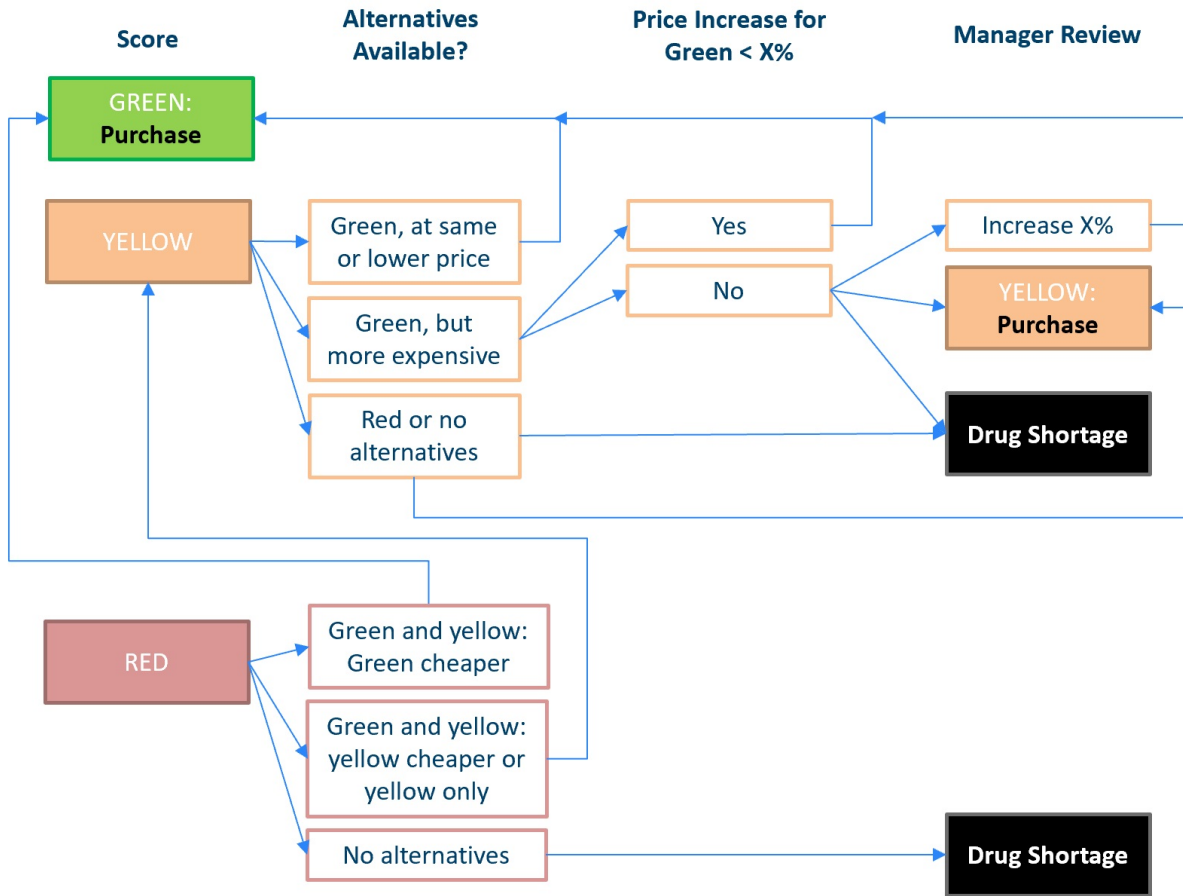 Score
Alternatives
Available?
Price Increase for
Green < X%
Manager Review
GREEN:
Purchase
YELLOW
Green, at same
or lower price
Yes
Increase X%
Green, but
more expensive
No
YELLOW:
Purchase
Red or no
alternatives
Drug Shortage
RED
Green and yellow:
Green cheaper
Green and yellow:
yellow cheaper or
yellow only
No alternatives
Drug Shortage